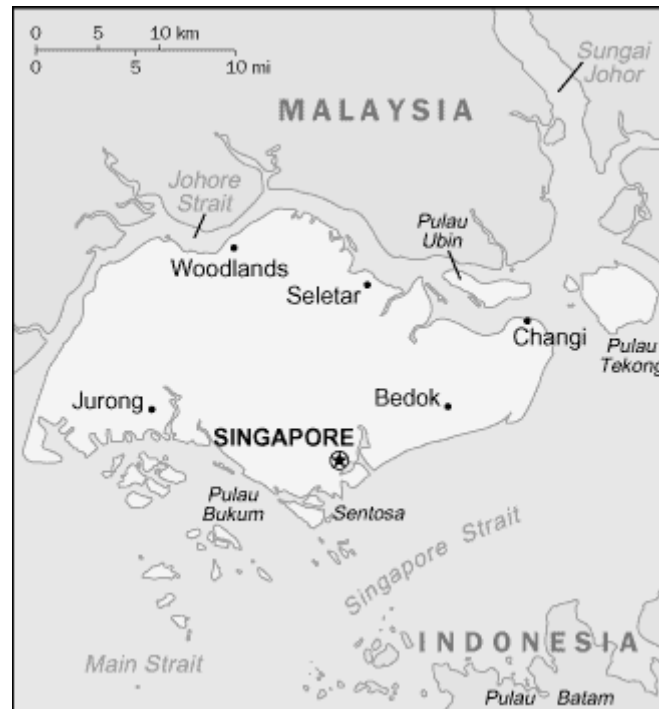 0 5 10 km
0 5 10 mi
Sungai
Johor
MALAYSIA
Johore
Strait
Pulau
Ubin
Woodlands
Seletar
Changi
Pulau
Tekong
Jurong
Bedok
SINGAPORE
Pulau
Bukum
Sentosa
Singapore Strait
INDONESIA
Main Strait
Pulau Batam